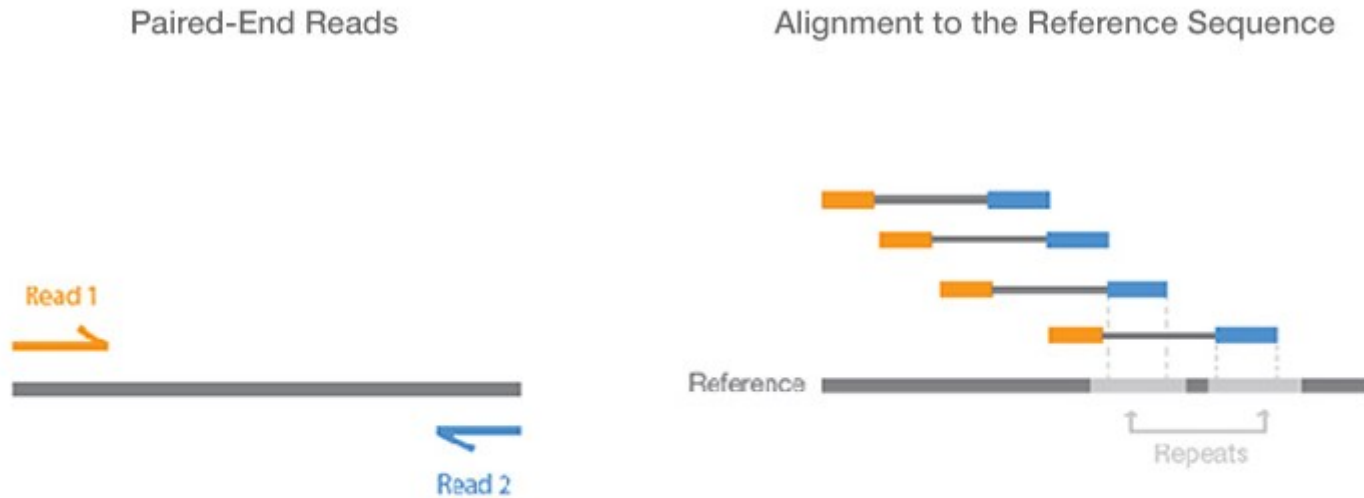 Paired-End Reads
Alignment to the Reference Sequence
Read 1
Read 2
Reference
Repeats